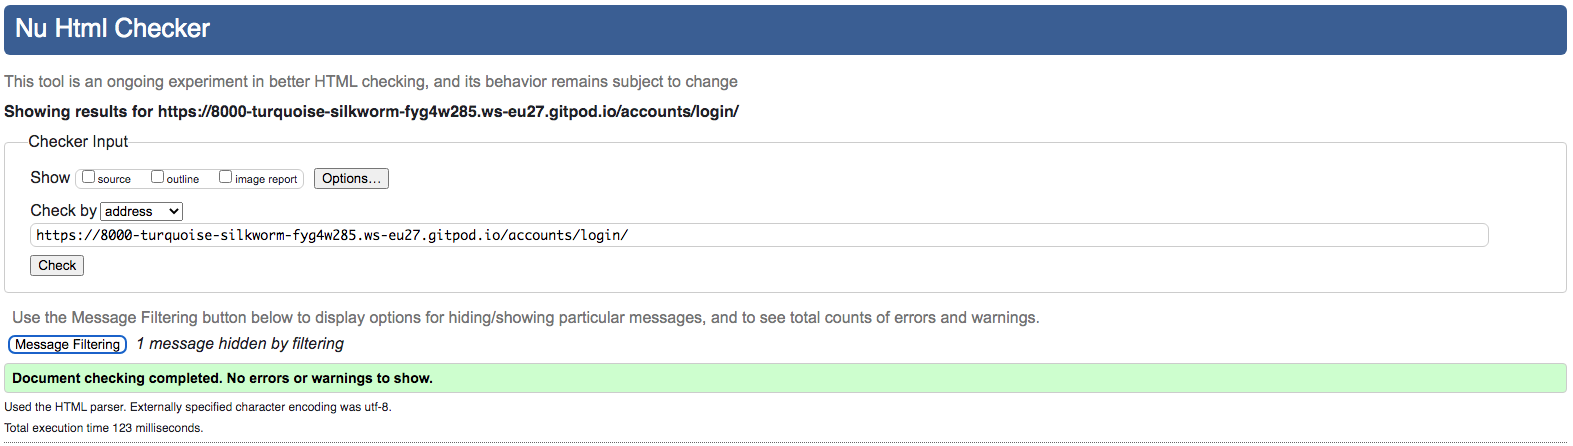 Nu Html Checker
This tool is an ongoing experiment in better HTML checking, and its behavior remains subject to change
Showing results for https://8000-turquoise-silkworm-fyg4w285.ws-eu27.gitpod.io/accounts/login/
Checker Input
Show source outline image report Options...
Check by address
https://8000-turquoise-silkworm-fyg4w285.ws-eu27.gitpod.io/accounts/login/
Check
Use the Message Filtering button below to display options for hiding/showing particular messages, and to see total counts of errors and warnings.
Message Filtering 1 message hidden by filtering
Document checking completed. No errors or warnings to show.
Used the HTML parser. Externally specified character encoding was utf-8.
Total execution time 123 milliseconds.